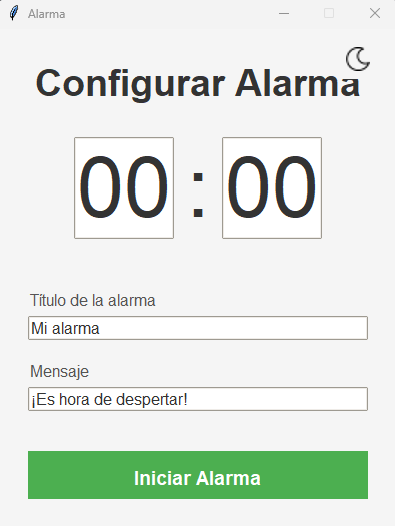 Alarma
Configurar Alarma
00 : 00
Título de la alarma
Mi alarma
Mensaje
¡Es hora de despertar!
Iniciar Alarma